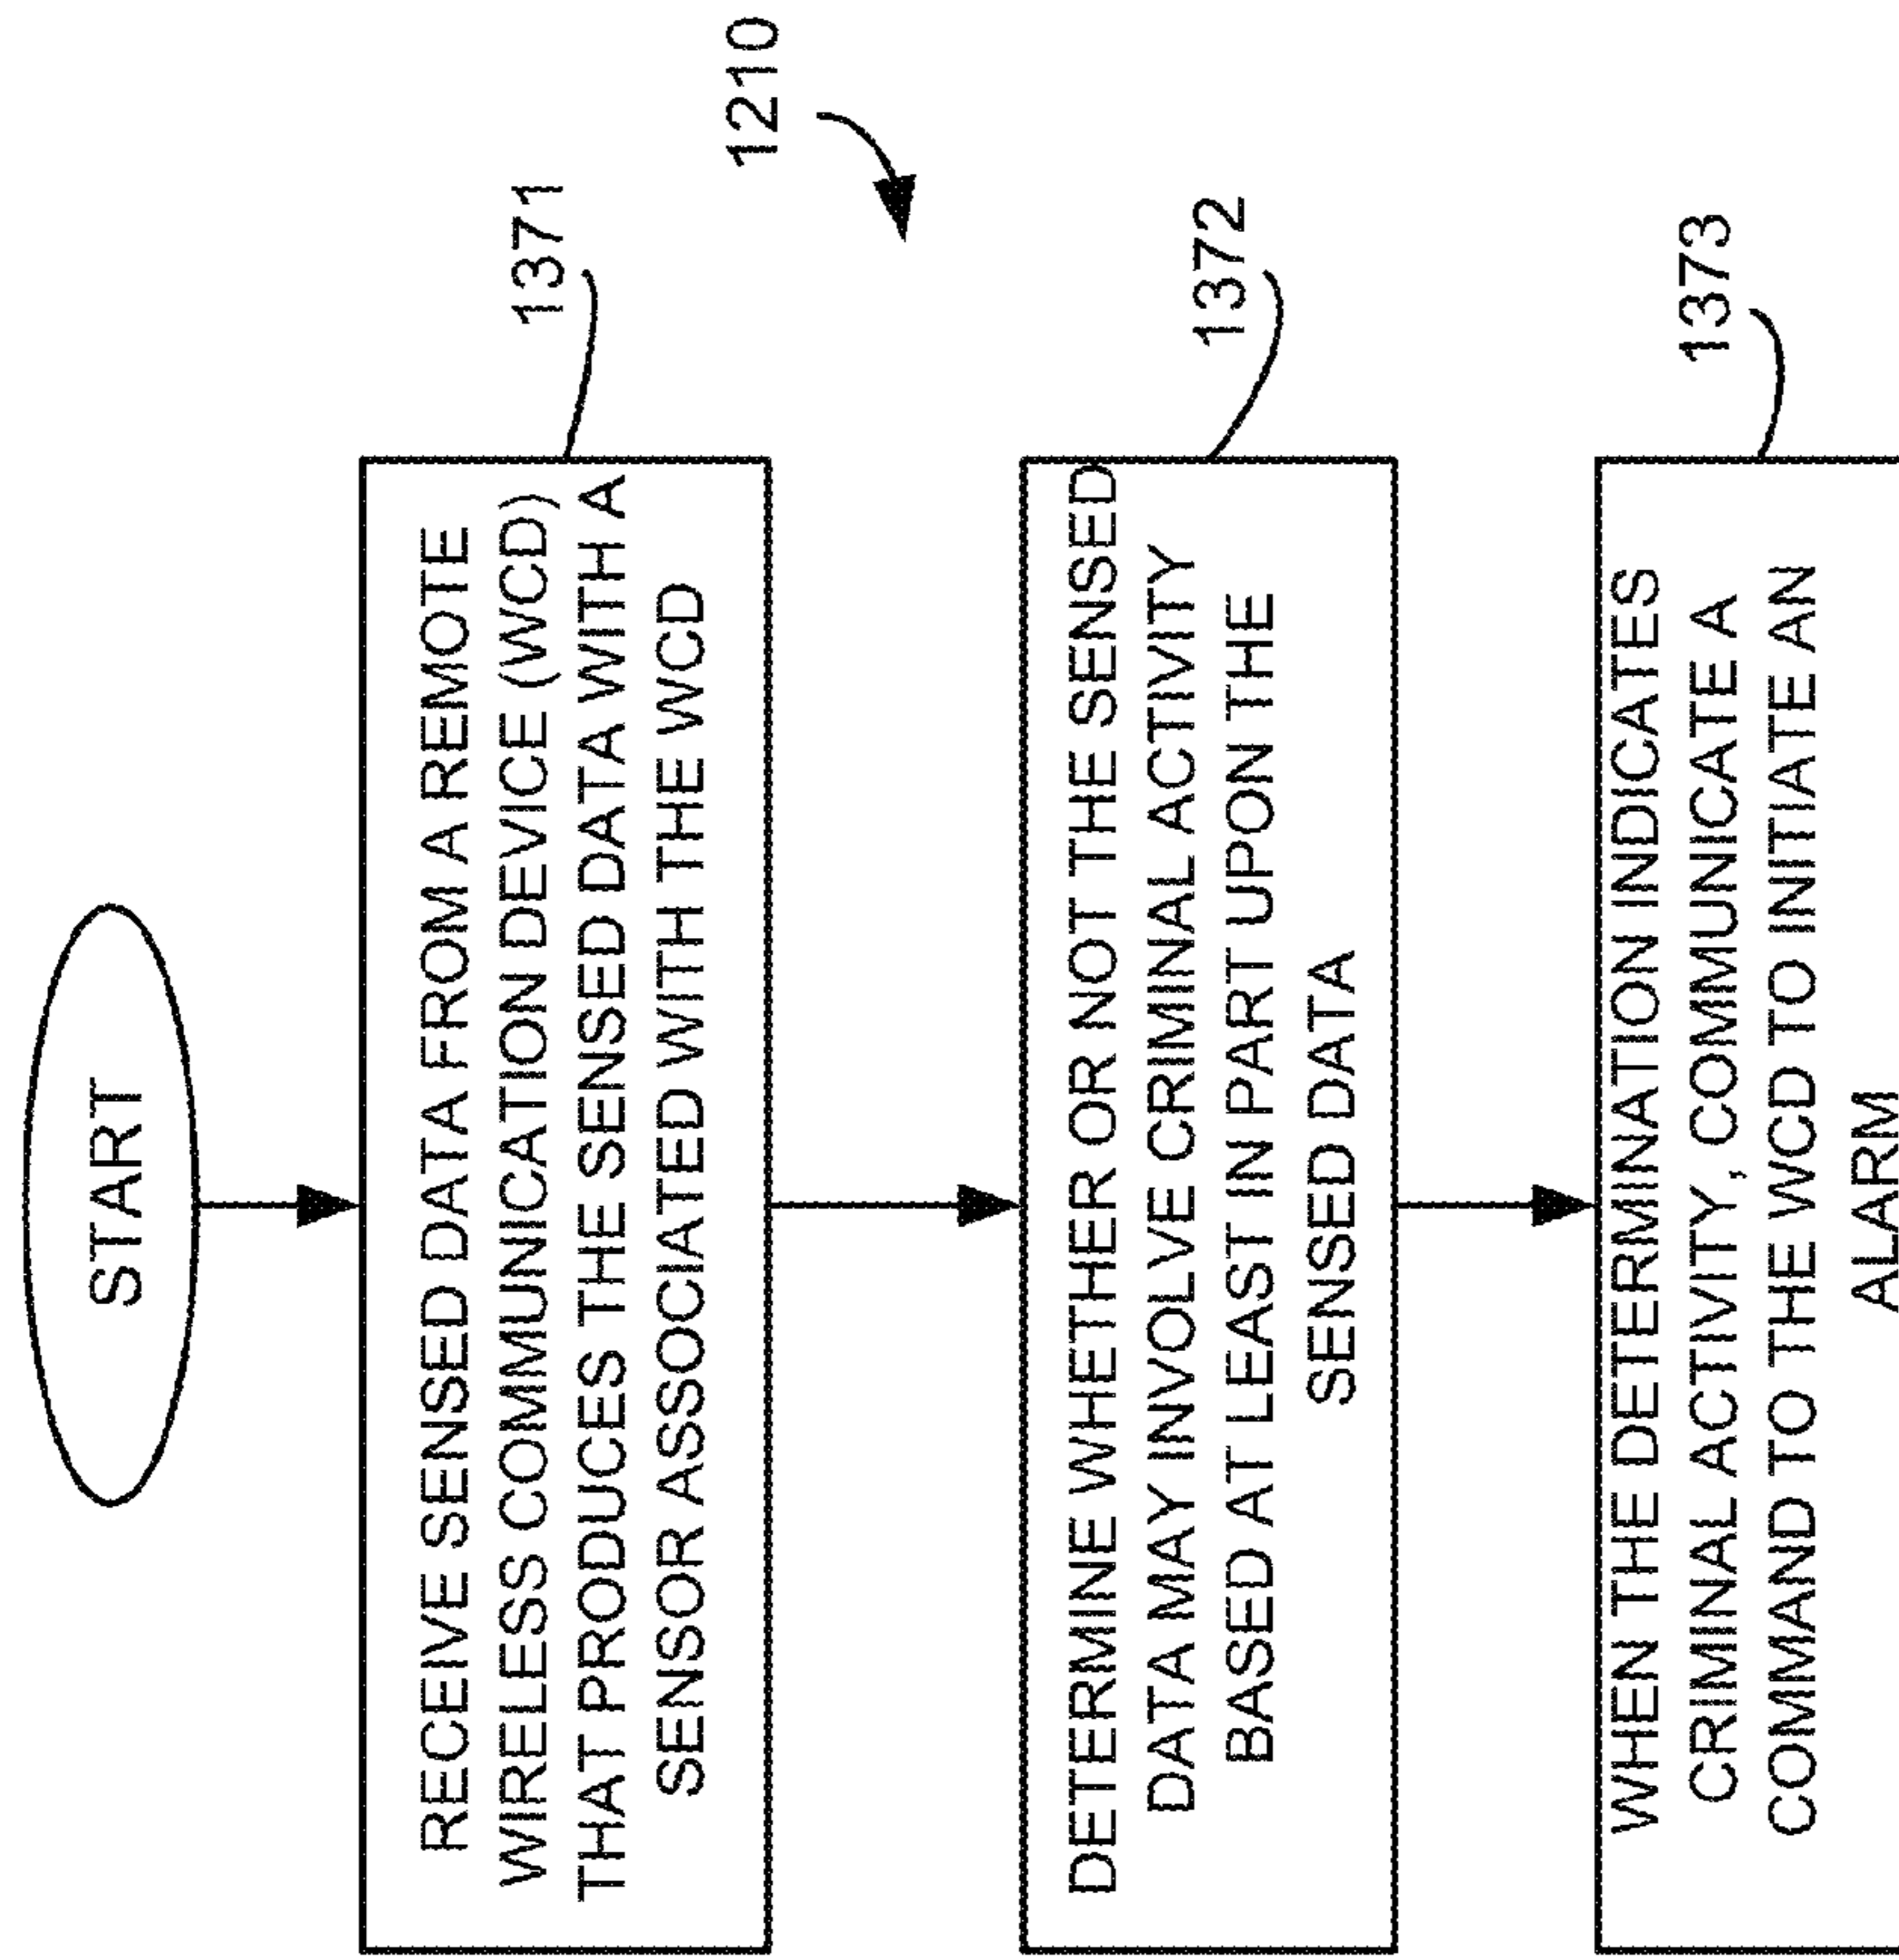 START
1210
1371
RECEIVE SENSED DATA FROM A REMOTE
WIRELESS COMMUNICATION DEVICE (WCD)
THAT PRODUCES THE SENSED DATA WITH A
SENSOR ASSOCIATED WITH THE WCD
1372
DETERMINE WHETHER OR NOT THE SENSED
DATA MAY INVOLVE CRIMINAL ACTIVITY
BASED AT LEAST IN PART UPON THE
SENSED DATA
1373
WHEN THE DETERMINATION INDICATES
CRIMINAL ACTIVITY, COMMUNICATE A
COMMAND TO THE WCD TO INITIATE AN
ALARM